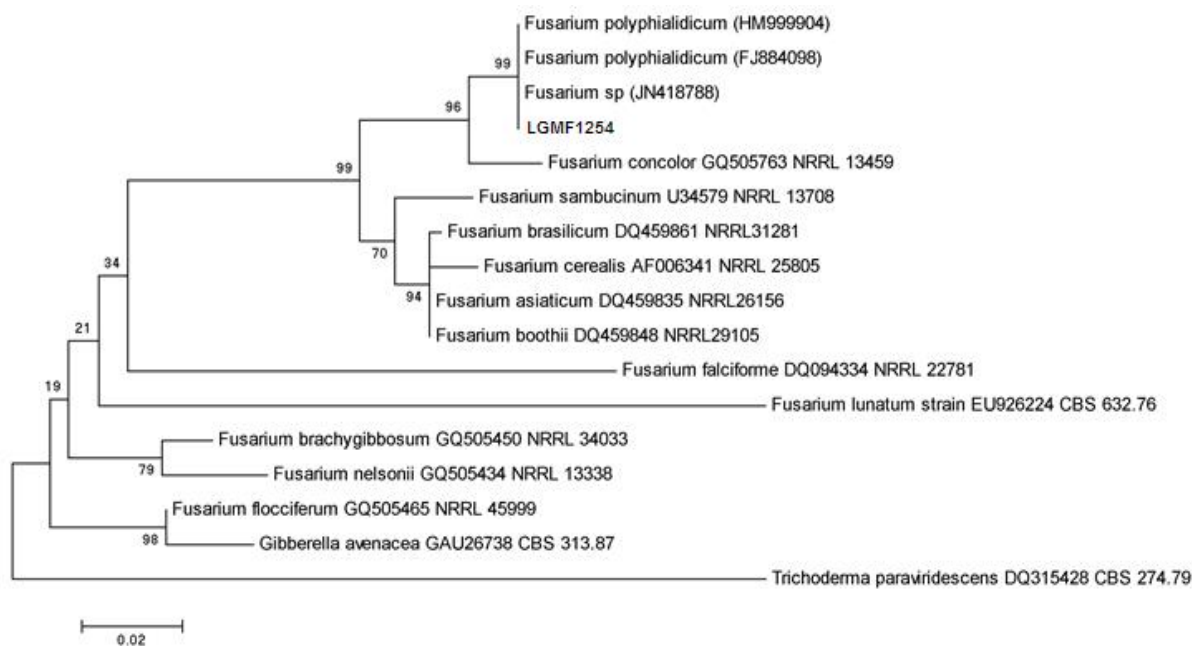 Fusarium polyphialidicum (HM999904)
Fusarium polyphialidicum (FJ884098)
99
Fusarium sp (JN418788)
96
LGMF1254
Fusarium concolor GQ505763 NRRL 13459
99
Fusarium sambucinum U34579 NRRL 13708
Fusarium brasilicum DQ459861 NRRL31281
70
Fusarium cerealis AF006341 NRRL 25805
34
94
Fusarium asiaticum DQ459835 NRRL26156
21
Fusarium boothii DQ459848 NRRL29105
Fusarium falciforme DQ094334 NRRL 22781
19
Fusarium lunatum strain EU926224 CBS 632.76
Fusarium brachygibbosum GQ505450 NRRL 34033
79
Fusarium nelsonii GQ505434 NRRL 13338
Fusarium flocciferum GQ505465 NRRL 45999
98
Gibberella avenacea GAU26738 CBS 313.87
Trichoderma paraviridescens DQ315428 CBS 274.79
0.02